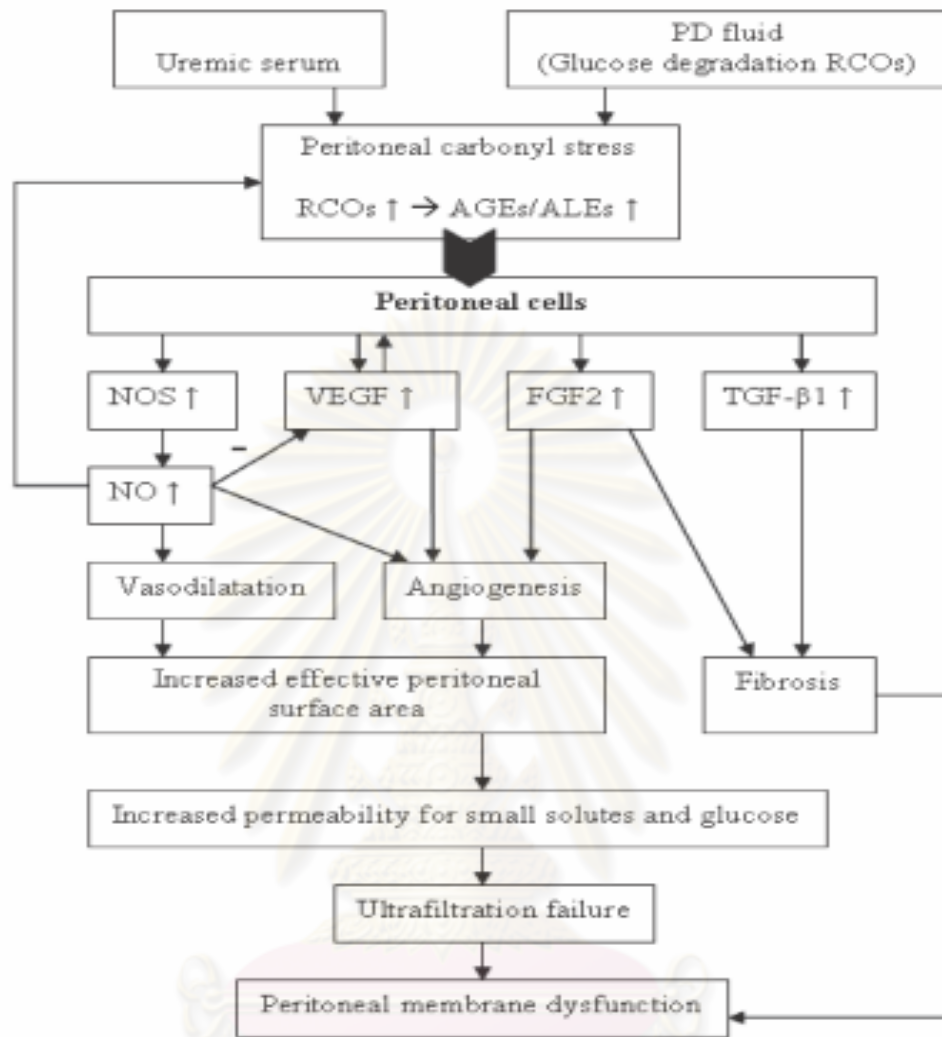 Uremic serum
PD fluid
(Glucose degradation RCOs)
Peritoneal carbonyl stress
RCOs ↑ → AGEs/ALEs ↑
Peritoneal cells
NOS ↑
VEGF ↑
FGF2 ↑
TGF-β1 ↑
–
NO ↑
Vasodilatation
Angiogenesis
Increased effective peritoneal
surface area
Fibrosis
Increased permeability for small solutes and glucose
Ultrafiltration failure
Peritoneal membrane dysfunction